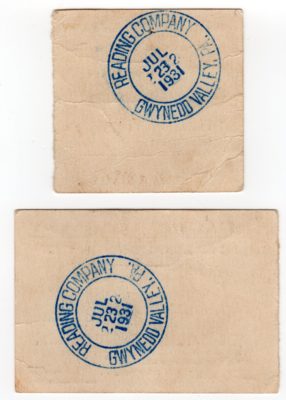 READING COMPANY
GWYNEDD VALLEY, PA.
JUL
23
1931
READING COMPANY
GWYNEDD VALLEY, PA.
JUL
23
1931